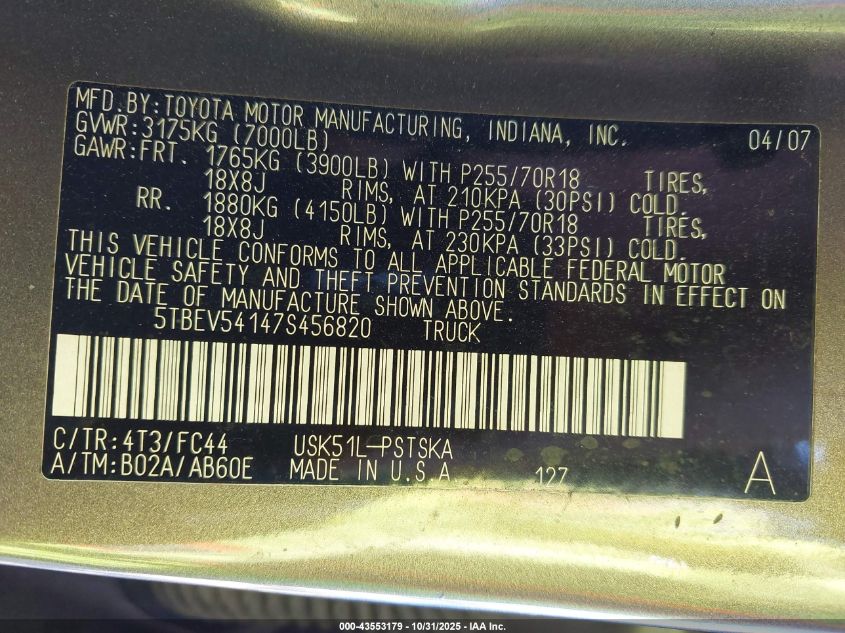 MFD.BY:TOYOTA MOTOR MANUFACTURING, INDIANA, INC. 04/07
GVWR:3175KG (7000LB)
GAWR:FRT. 1765KG (3900LB) WITH P255/70R18 TIRES,
18X8J RIMS, AT 210KPA (30PSI) COLD.
RR. 1880KG (4150LB) WITH P255/70R18 TIRES,
18X8J RIMS, AT 230KPA (33PSI) COLD.
THIS VEHICLE CONFORMS TO ALL APPLICABLE FEDERAL MOTOR
VEHICLE SAFETY AND THEFT PREVENTION STANDARDS IN EFFECT ON
THE DATE OF MANUFACTURE SHOWN ABOVE.
5TBEV54147S456820 TRUCK
C/TR:4T3/FC44 USK51L-PSTSKA
A/TM:B02A/AB60E MADE IN U.S.A 127 A
000-43553179 - 10/31/2025 - IAA Inc.